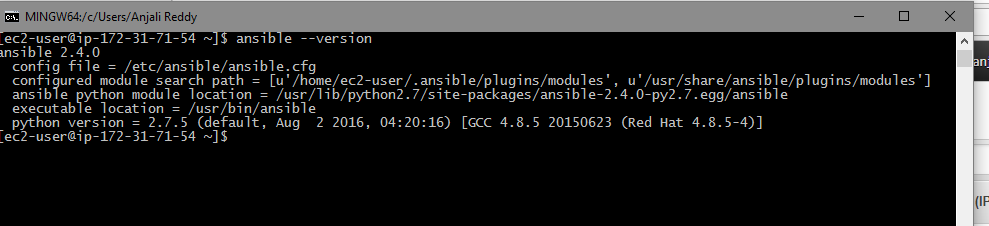 MINGW64:/c/Users/Anjali Reddy
[ec2-user@ip-172-31-71-54 ~]$ ansible --version
ansible 2.4.0
  config file = /etc/ansible/ansible.cfg
  configured module search path = [u'/home/ec2-user/.ansible/plugins/modules', u'/usr/share/ansible/plugins/modules']
  ansible python module location = /usr/lib/python2.7/site-packages/ansible-2.4.0-py2.7.egg/ansible
  executable location = /usr/bin/ansible
  python version = 2.7.5 (default, Aug  2 2016, 04:20:16) [GCC 4.8.5 20150623 (Red Hat 4.8.5-4)]
[ec2-user@ip-172-31-71-54 ~]$
anj
(IP